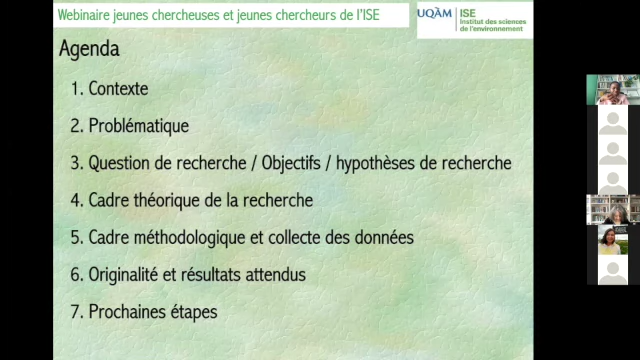 Webinaire jeunes chercheuses et jeunes chercheurs de l'ISE
UQÀM
ISE
Institut des sciences
de l'environnement
Agenda
1. Contexte
2. Problématique
3. Question de recherche / Objectifs / hypothèses de recherche
4. Cadre théorique de la recherche
5. Cadre méthodologique et collecte des données
6. Originalité et résultats attendus
7. Prochaines étapes